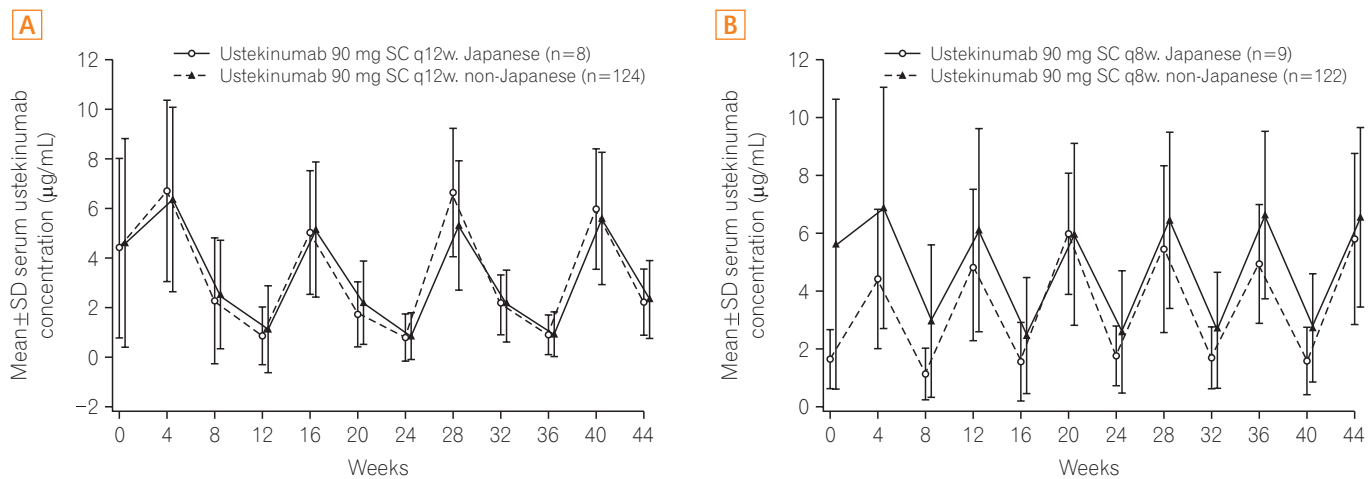 A
Ustekinumab 90 mg SC q12w. Japanese (n=8)
Ustekinumab 90 mg SC q12w. non-Japanese (n=124)
Mean±SD serum ustekinumab
concentration (μg/mL)
12
10
8
6
4
2
0
−2
0 4 8 12 16 20 24 28 32 36 40 44
Weeks
B
Ustekinumab 90 mg SC q8w. Japanese (n=9)
Ustekinumab 90 mg SC q8w. non-Japanese (n=122)
Mean±SD serum ustekinumab
concentration (μg/mL)
12
10
8
6
4
2
0
0 4 8 12 16 20 24 28 32 36 40 44
Weeks